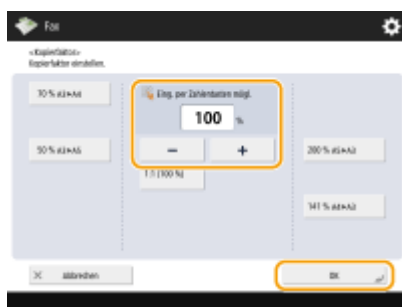 Fax
<Kopierfaktor>
Kopierfaktor einstellen.
70 % A3►A4
Eing. per Zahlentasten mögl.
100 %
50 % A3►A5
− +
200 % A5►A3
1:1 (100 %)
141 % A4►A3
× Abbrechen
OK